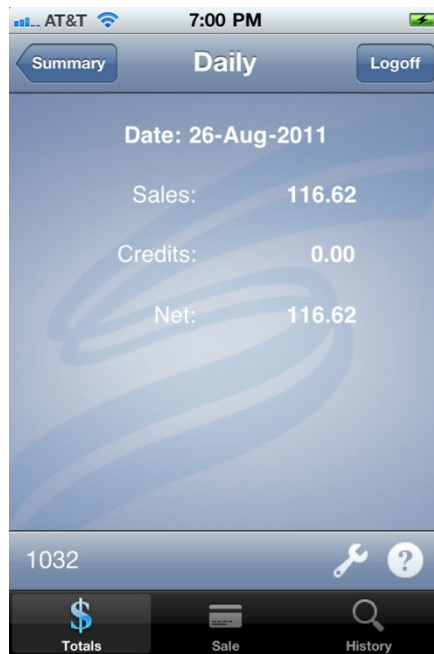 AT&T 7:00 PM
Summary Daily Logoff
Date: 26-Aug-2011
Sales: 116.62
Credits: 0.00
Net: 116.62
1032 ?
$
Totals Sale History